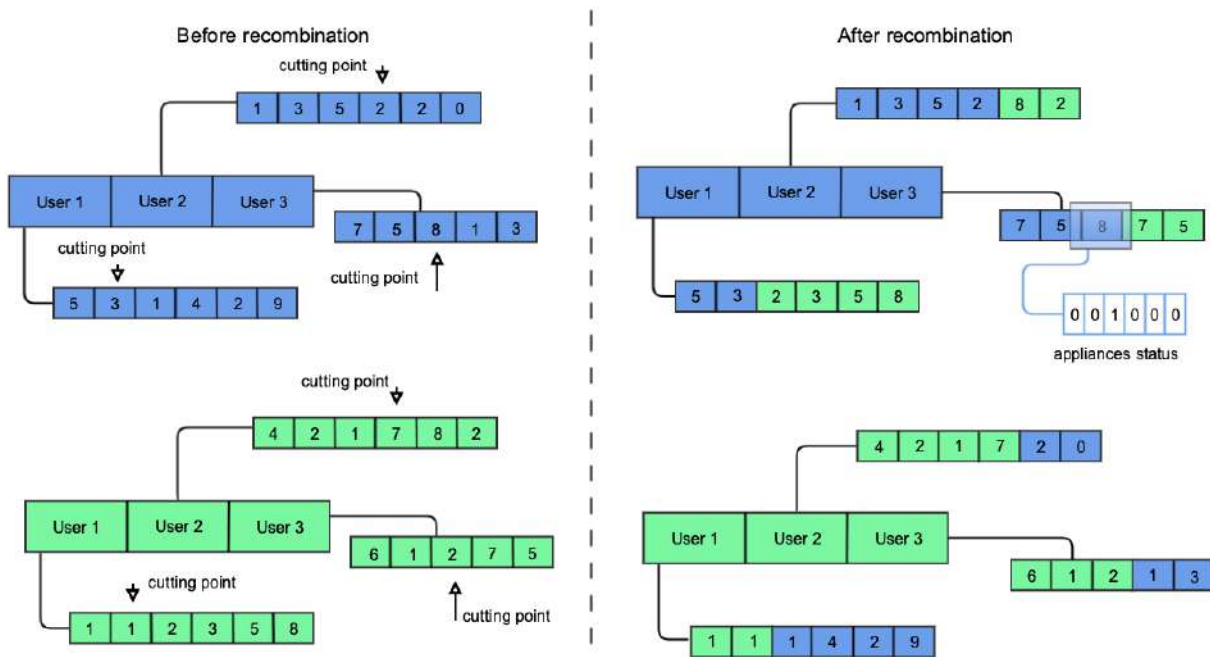 Before recombination
cutting point
1 3 5 2 2 0
User 1 User 2 User 3
7 5 8 1 3
cutting point
cutting point
5 3 1 4 2 9
cutting point
4 2 1 7 8 2
User 1 User 2 User 3
6 1 2 7 5
cutting point
cutting point
1 1 2 3 5 8
After recombination
1 3 5 2 8 2
User 1 User 2 User 3
7 5 8 7 5
5 3 2 3 5 8
0 0 1 0 0 0
appliances status
4 2 1 7 2 0
User 1 User 2 User 3
6 1 2 1 3
1 1 1 4 2 9